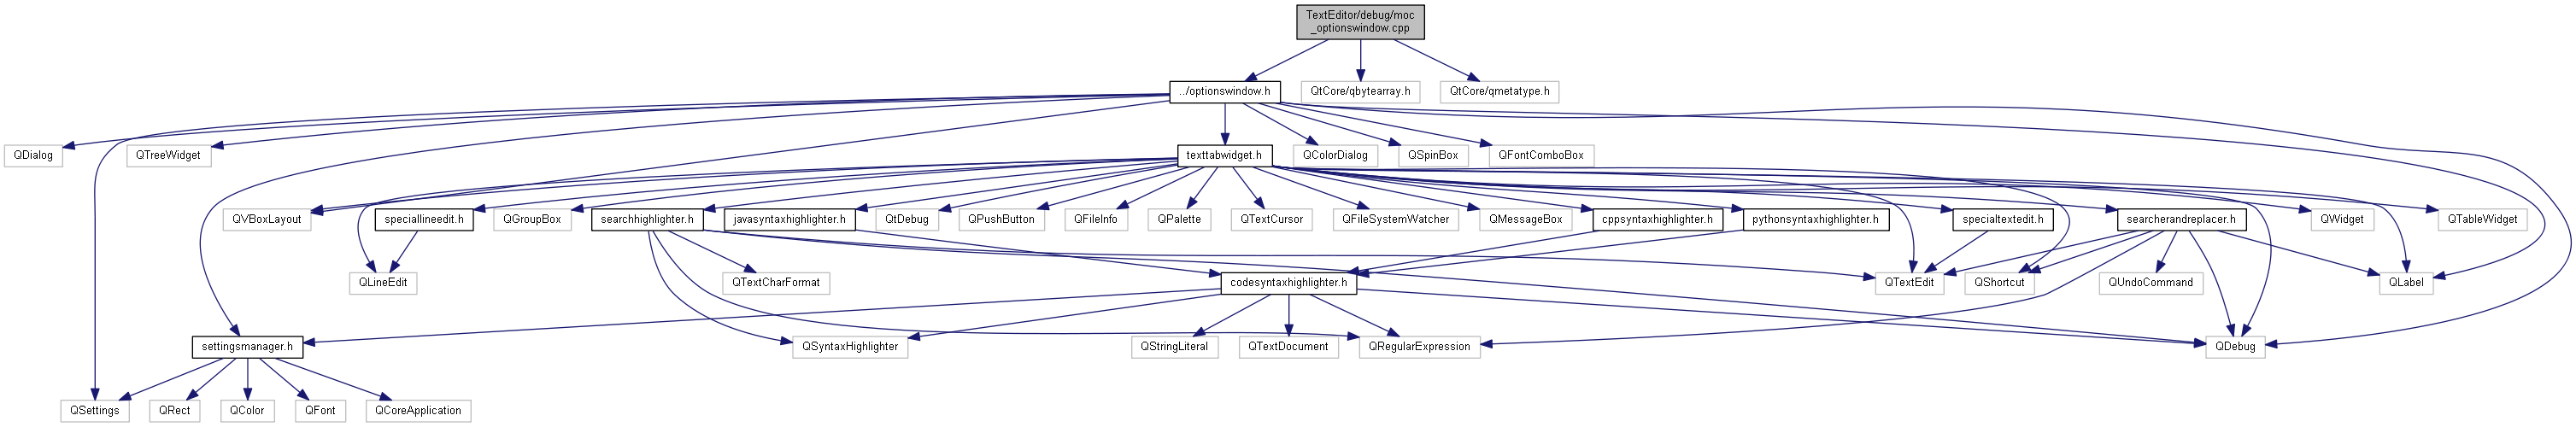 TextEditor/debug/moc
_optionswindow.cpp
../optionswindow.h
QtCore/qbytearray.h
QtCore/qmetatype.h
QDialog
QTreeWidget
texttabwidget.h
QColorDialog
QSpinBox
QFontComboBox
QVBoxLayout
speciallineedit.h
QGroupBox
searchhighlighter.h
javasyntaxhighlighter.h
QtDebug
QPushButton
QFileInfo
QPalette
QTextCursor
QFileSystemWatcher
QMessageBox
cppsyntaxhighlighter.h
pythonsyntaxhighlighter.h
specialtextedit.h
searcherandreplacer.h
QWidget
QTableWidget
QLineEdit
QTextCharFormat
codesyntaxhighlighter.h
QTextEdit
QShortcut
QUndoCommand
QLabel
settingsmanager.h
QSyntaxHighlighter
QStringLiteral
QTextDocument
QRegularExpression
QDebug
QSettings
QRect
QColor
QFont
QCoreApplication